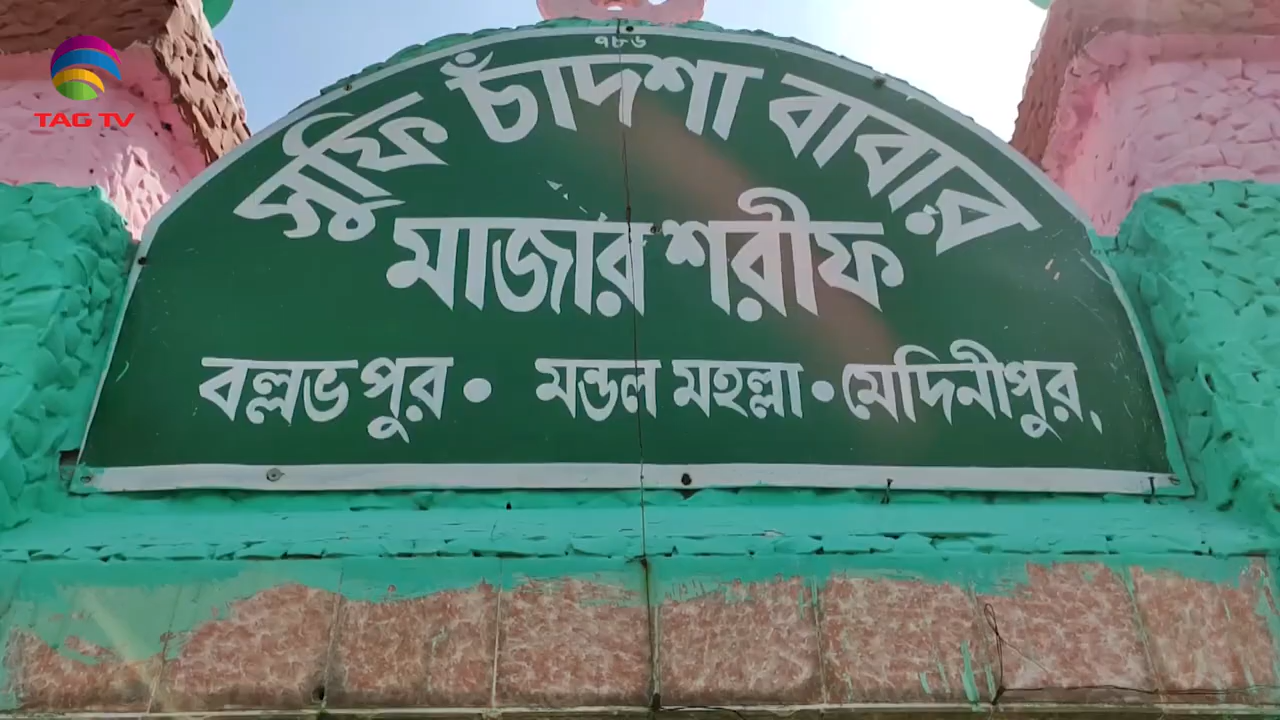 TAG TV
৭৮৬
সুফি চাঁদশা বাবার
মাজার শরীফ
বল্লভপুর • মন্ডল মহল্লা • মেদিনীপুর.